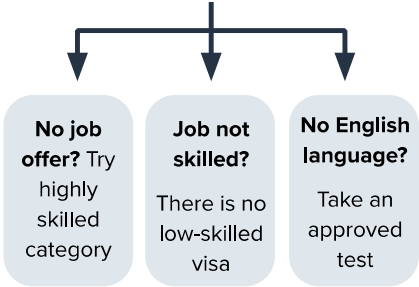 No job
offer? Try
highly
skilled
category
Job not
skilled?
There is no
low-skilled
visa
No English
language?
Take an
approved
test